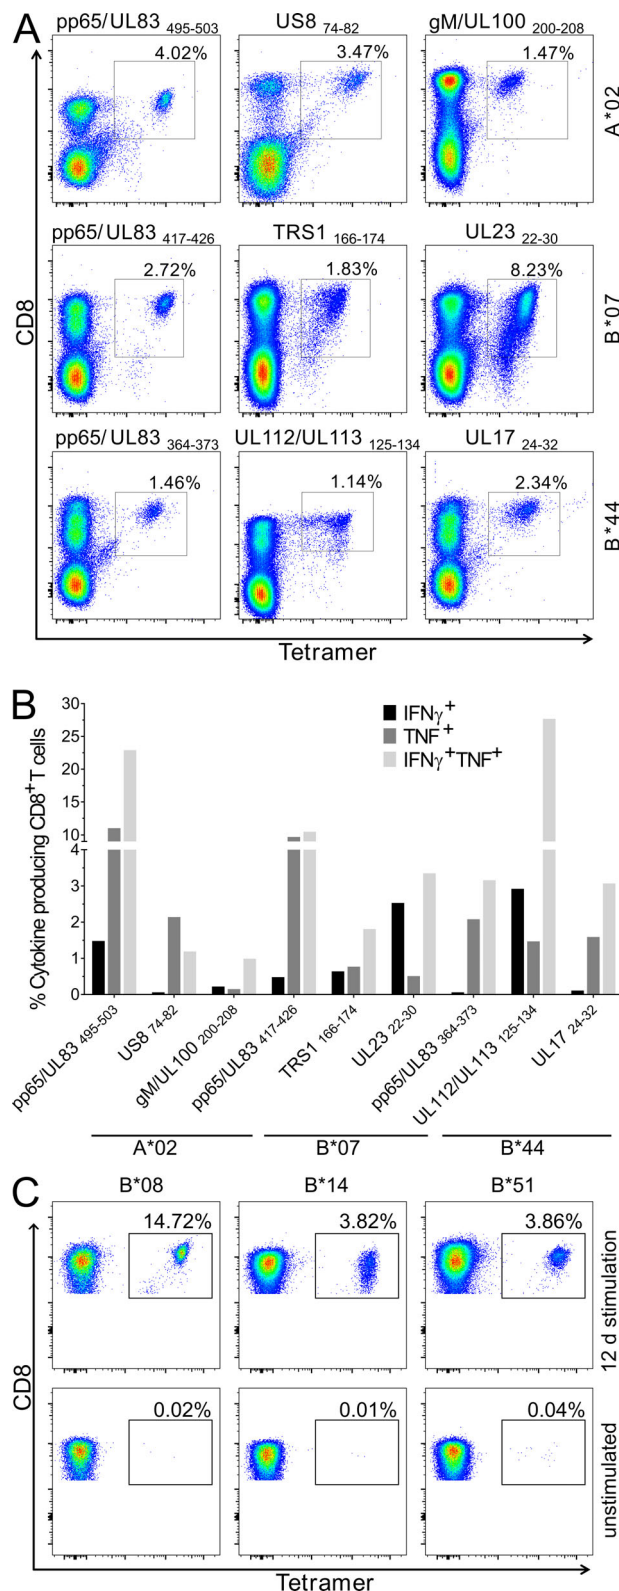 A
pp65/UL83 495-503 US8 74-82 gM/UL100 200-208
4.02% 3.47% 1.47%
A*02
pp65/UL83 417-426 TRS1 166-174 UL23 22-30
2.72% 1.83% 8.23%
B*07
CD8
pp65/UL83 364-373 UL112/UL113 125-134 UL17 24-32
1.46% 1.14% 2.34%
B*44
Tetramer
B
% Cytokine producing CD8+T cells
30
25
20
15
10
4
3
2
1
0
IFNγ+
TNF+
IFNγ+TNF+
pp65/UL83 495-503
US8 74-82
gM/UL100 200-208
pp65/UL83 417-426
TRS1 166-174
UL23 22-30
pp65/UL83 364-373
UL112/UL113 125-134
UL17 24-32
A*02 B*07 B*44
C
B*08 B*14 B*51
14.72% 3.82% 3.86%
12 d stimulation
CD8
0.02% 0.01% 0.04%
unstimulated
Tetramer